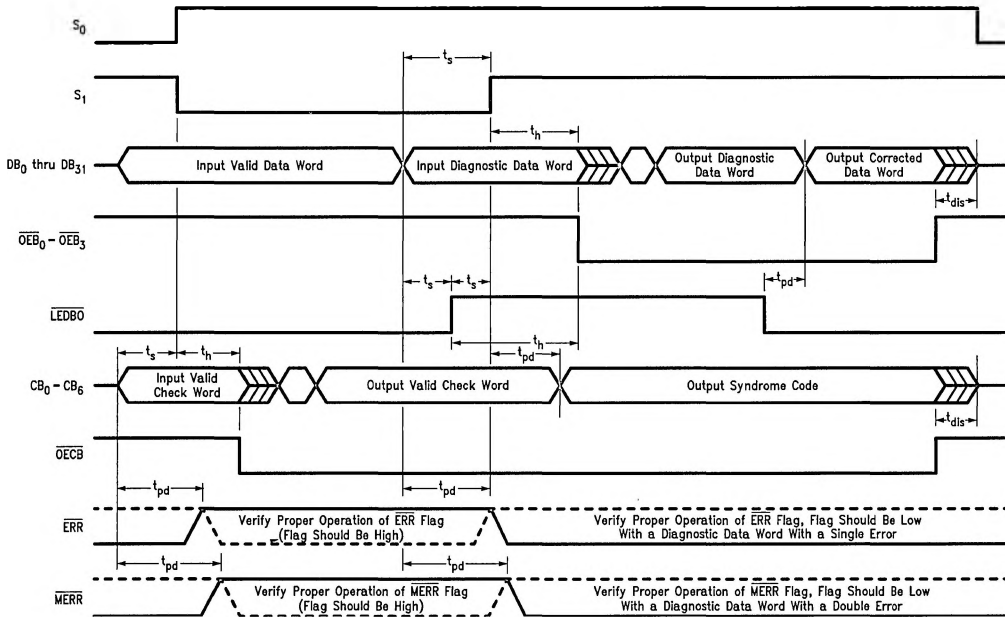 S0
ts
S1
th
DB0 thru DB31
Input Valid Data Word
Input Diagnostic Data Word
Output Diagnostic
Data Word
Output Corrected
Data Word
tdis
OEB0 - OEB3
ts
ts
tpd
LEDBO
th
ts
th
tpd
CB0 - CB6
Input Valid
Check Word
Output Valid Check Word
Output Syndrome Code
tdis
OECB
tpd
tpd
ERR
Verify Proper Operation of ERR Flag
(Flag Should Be High)
Verify Proper Operation of ERR Flag, Flag Should Be Low
With a Diagnostic Data Word With a Single Error
tpd
tpd
MERR
Verify Proper Operation of MERR Flag
(Flag Should Be High)
Verify Proper Operation of MERR Flag, Flag Should Be Low
With a Diagnostic Data Word With a Double Error